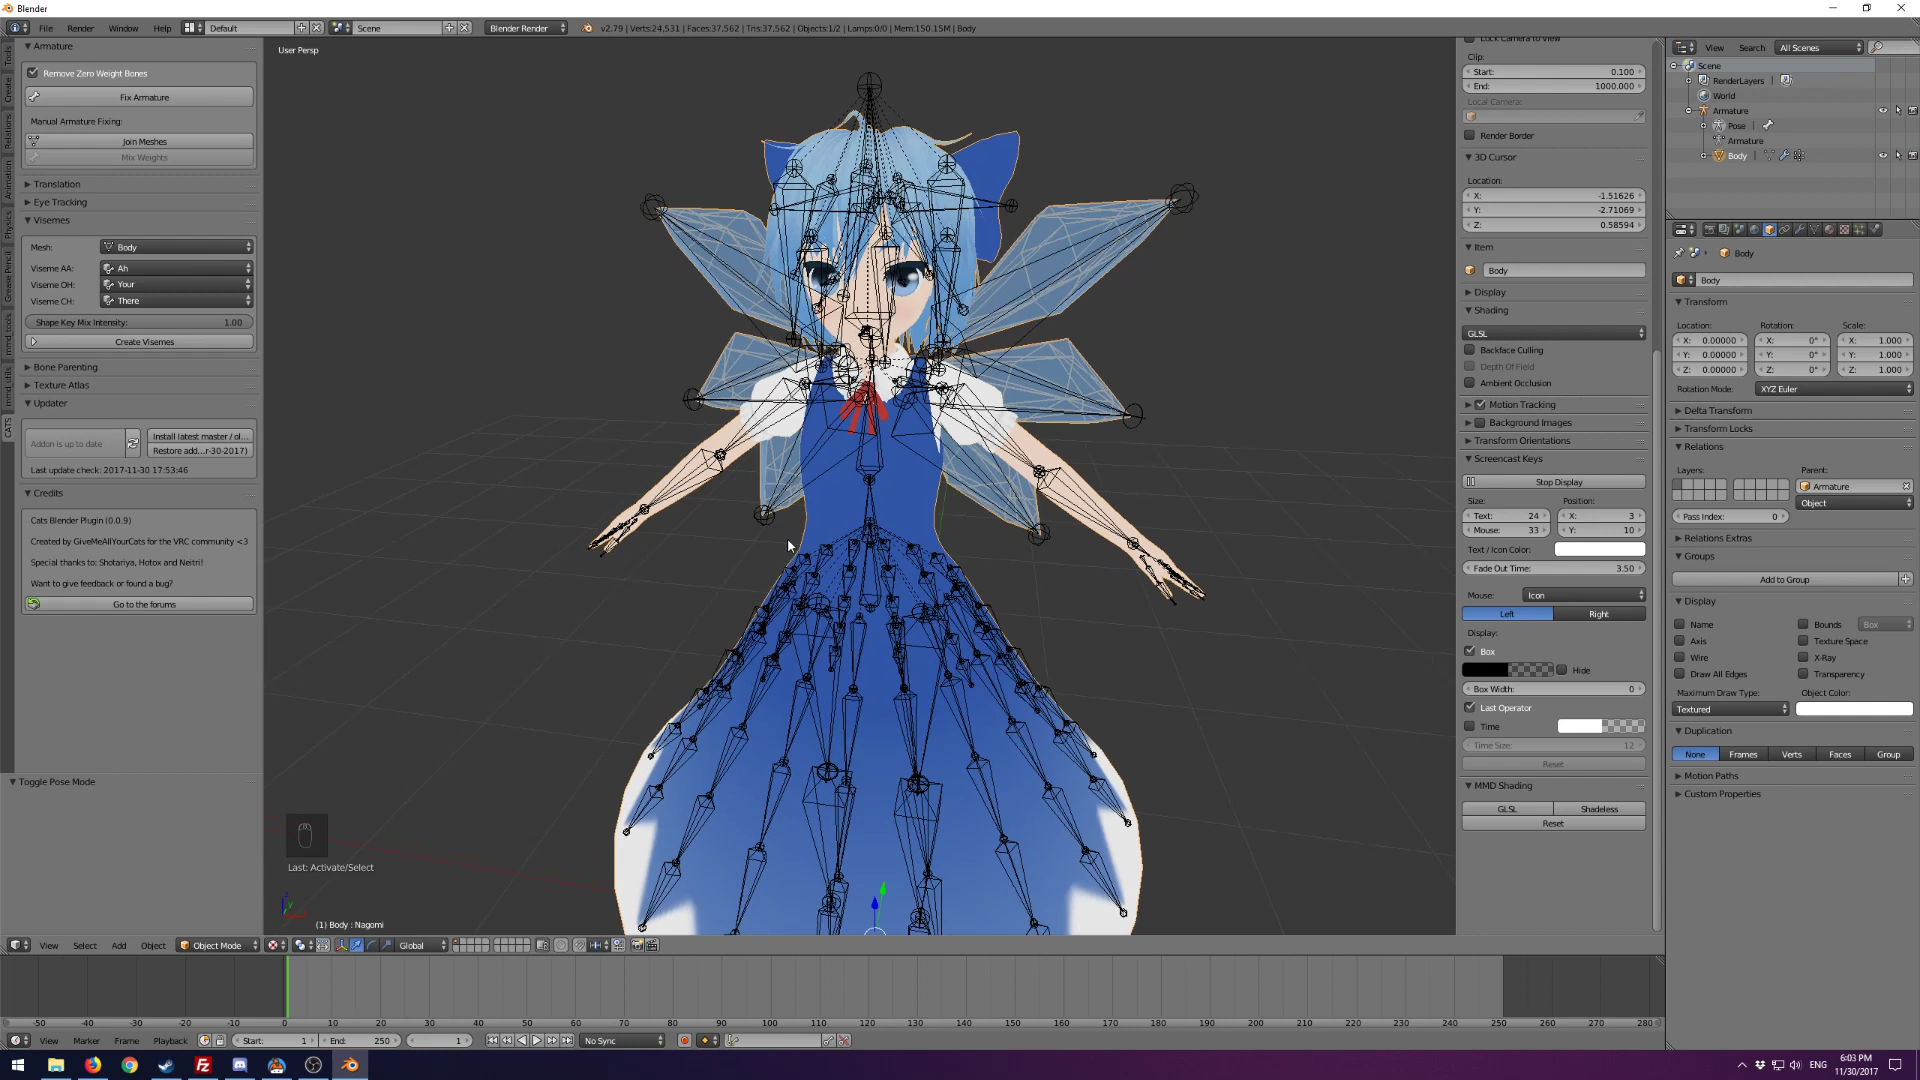 Blender
File Render Window Help Default Scene Blender Render v2.79 | Verts:24,531 | Faces:37,562 | Tris:37,562 | Objects:1/2 | Lamps:0/0 | Mem:150.15M | Body
Tools
Create
Relations
Animation
Physics
Grease Pencil
mmd_tools
mmd_utils
CATS
Armature
Remove Zero Weight Bones
Fix Armature
Manual Armature Fixing:
Join Meshes
Mix Weights
Translation
Eye Tracking
Visemes
Mesh: Body
Viseme AA: Ah
Viseme OH: Your
Viseme CH: There
Shape Key Mix Intensity: 1.00
Create Visemes
Bone Parenting
Texture Atlas
Updater
Addon is up to date
Install latest master / ol...
Restore add...r-30-2017)
Last update check: 2017-11-30 17:53:46
Credits
Cats Blender Plugin (0.0.9)
Created by GiveMeAllYourCats for the VRC community <3
Special thanks to: Shotariya, Hotox and Neitri!
Want to give feedback or found a bug?
Go to the forums
Toggle Pose Mode
User Persp
Last: Activate/Select
(1) Body : Nagomi
View Select Add Object Object Mode Global
Lock Camera to View
Clip:
Start: 0.100
End: 1000.000
Local Camera:
Render Border
3D Cursor
Location:
X: -1.51626
Y: -2.71069
Z: 0.58594
Item
Body
Display
Shading
GLSL
Backface Culling
Depth Of Field
Ambient Occlusion
Motion Tracking
Background Images
Transform Orientations
Screencast Keys
Stop Display
Size: Position:
Text: 24 X: 3
Mouse: 33 Y: 10
Text / Icon Color:
Fade Out Time: 3.50
Mouse: Icon
Left Right
Display:
Box
Hide
Box Width: 0
Last Operator
Time
Time Size: 12
Reset
MMD Shading
GLSL Shadeless
Reset
View Search All Scenes
Scene
RenderLayers
World
Armature
Pose
Armature
Body
Body
Body
Transform
Location: Rotation: Scale:
X: 0.00000 X: 0° X: 1.000
Y: 0.00000 Y: 0° Y: 1.000
Z: 0.00000 Z: 0° Z: 1.000
Rotation Mode: XYZ Euler
Delta Transform
Transform Locks
Relations
Layers: Parent:
Armature
Object
Pass Index: 0
Relations Extras
Groups
Add to Group
Display
Name Bounds Box
Axis Texture Space
Wire X-Ray
Draw All Edges Transparency
Maximum Draw Type: Object Color:
Textured
Duplication
None Frames Verts Faces Group
Motion Paths
Custom Properties
-50 -40 -30 -20 -10 0 10 20 30 40 50 60 70 80 90 100 110 120 130 140 150 160 170 180 190 200 210 220 230 240 250 260 270 280
View Marker Frame Playback Start: 1 End: 250 1 No Sync
ENG
6:03 PM
11/30/2017